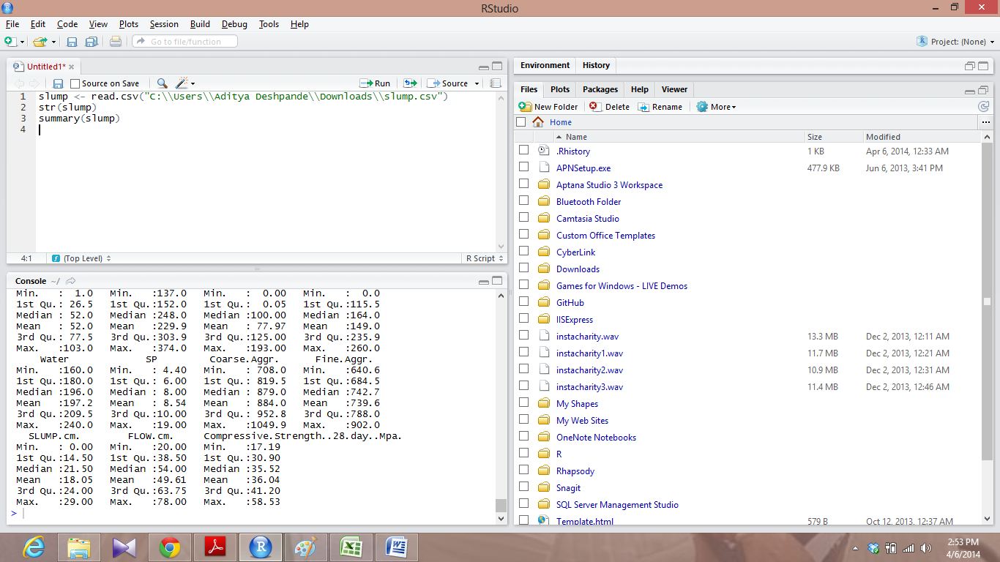 RStudio
File Edit Code View Plots Session Build Debug Tools Help
Go to file/function
Project: (None)
Untitled1*
Source on Save Run Source
1 slump <- read.csv("C:\\Users\\Aditya Deshpande\\Downloads\\slump.csv")
2 str(slump)
3 summary(slump)
4
4:1 (Top Level) R Script
Console ~/
Min. : 1.0 Min. :137.0 Min. : 0.00 Min. : 0.0
1st Qu.: 26.5 1st Qu.:152.0 1st Qu.: 0.05 1st Qu.:115.5
Median : 52.0 Median :248.0 Median :100.00 Median :164.0
Mean : 52.0 Mean :229.9 Mean : 77.97 Mean :149.0
3rd Qu.: 77.5 3rd Qu.:303.9 3rd Qu.:125.00 3rd Qu.:235.9
Max. :103.0 Max. :374.0 Max. :193.00 Max. :260.0
Water SP Coarse.Aggr. Fine.Aggr.
Min. :160.0 Min. : 4.40 Min. : 708.0 Min. :640.6
1st Qu.:180.0 1st Qu.: 6.00 1st Qu.: 819.5 1st Qu.:684.5
Median :196.0 Median : 8.00 Median : 879.0 Median :742.7
Mean :197.2 Mean : 8.54 Mean : 884.0 Mean :739.6
3rd Qu.:209.5 3rd Qu.:10.00 3rd Qu.: 952.8 3rd Qu.:788.0
Max. :240.0 Max. :19.00 Max. :1049.9 Max. :902.0
SLUMP.cm. FLOW.cm. Compressive.Strength..28.day..Mpa.
Min. : 0.00 Min. :20.00 Min. :17.19
1st Qu.:14.50 1st Qu.:38.50 1st Qu.:30.90
Median :21.50 Median :54.00 Median :35.52
Mean :18.05 Mean :49.61 Mean :36.04
3rd Qu.:24.00 3rd Qu.:63.75 3rd Qu.:41.20
Max. :29.00 Max. :78.00 Max. :58.53
>
Environment History
Files Plots Packages Help Viewer
New Folder Delete Rename More
Home ...
Name Size Modified
.Rhistory 1 KB Apr 6, 2014, 12:33 AM
APNSetup.exe 477.9 KB Jun 6, 2013, 3:41 PM
Aptana Studio 3 Workspace
Bluetooth Folder
Camtasia Studio
Custom Office Templates
CyberLink
Downloads
Games for Windows - LIVE Demos
GitHub
IISExpress
instacharity.wav 13.3 MB Dec 2, 2013, 12:11 AM
instacharity1.wav 11.7 MB Dec 2, 2013, 12:21 AM
instacharity2.wav 10.9 MB Dec 2, 2013, 12:31 AM
instacharity3.wav 11.4 MB Dec 2, 2013, 12:46 AM
My Shapes
My Web Sites
OneNote Notebooks
R
Rhapsody
Snagit
SQL Server Management Studio
Template.html 579 B Oct 12, 2013, 12:37 AM
2:53 PM
4/6/2014